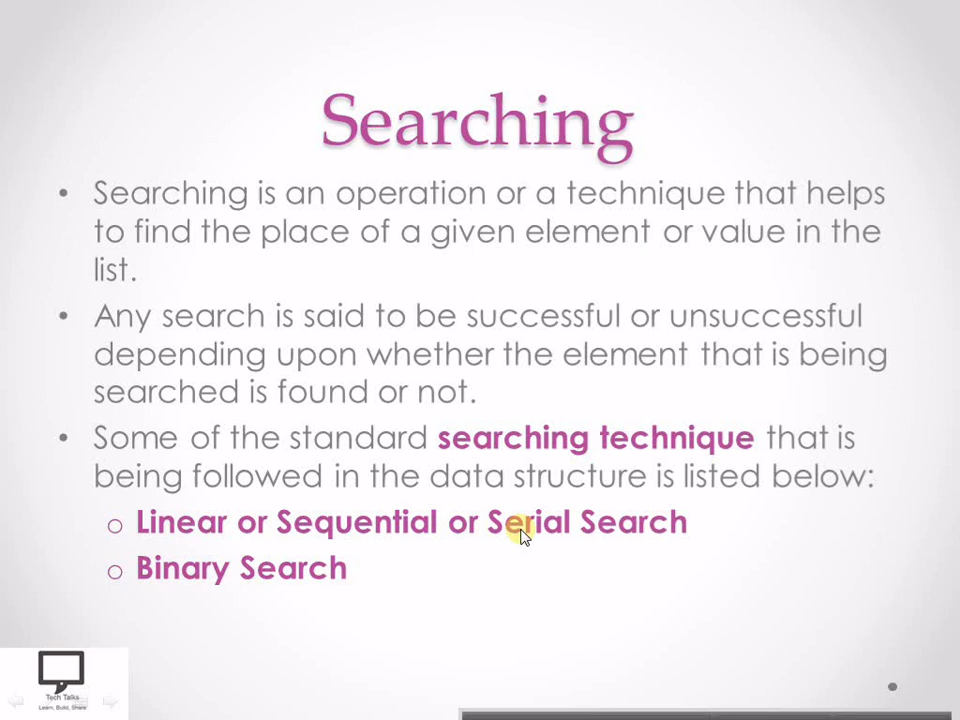 Searching
• Searching is an operation or a technique that helps
to find the place of a given element or value in the
list.
• Any search is said to be successful or unsuccessful
depending upon whether the element that is being
searched is found or not.
• Some of the standard searching technique that is
being followed in the data structure is listed below:
o Linear or Sequential or Serial Search
o Binary Search
Tech Talks
Learn, Build, Share